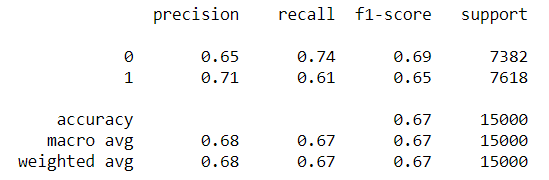 precision recall f1-score support
0 0.65 0.74 0.69 7382
1 0.71 0.61 0.65 7618
accuracy 0.67 15000
macro avg 0.68 0.67 0.67 15000
weighted avg 0.68 0.67 0.67 15000